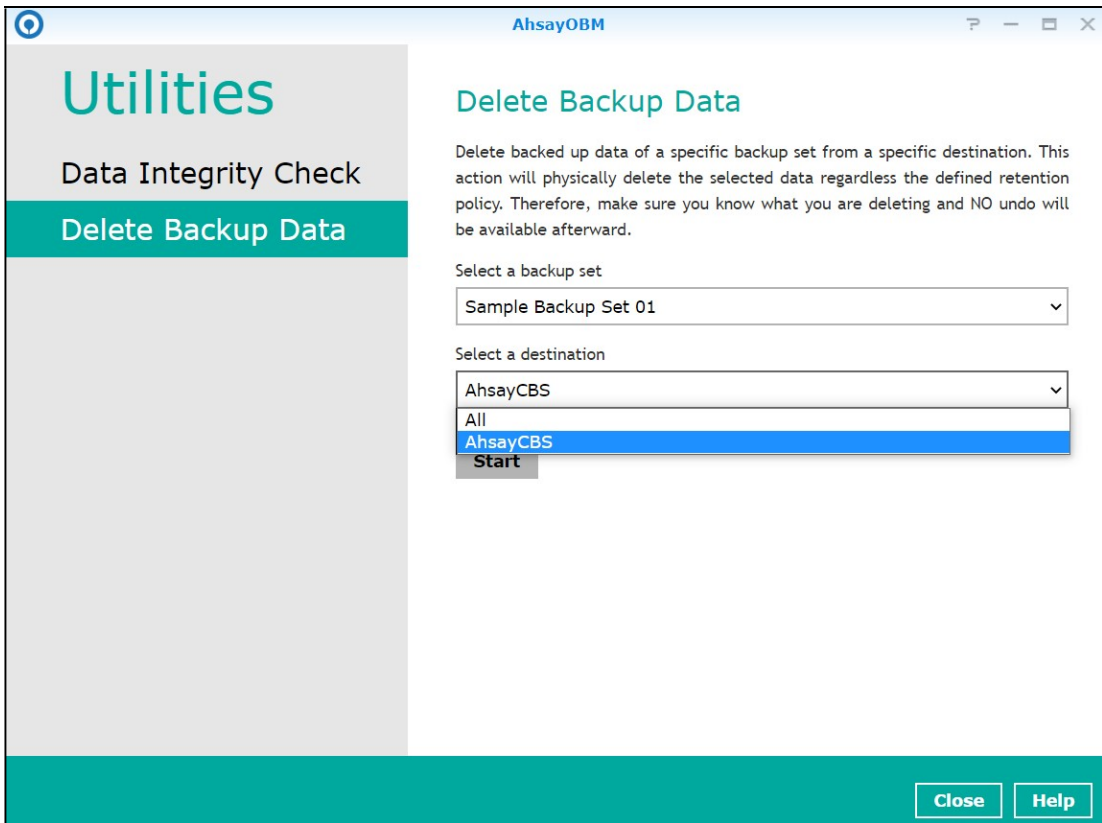 AhsayOBM
Utilities
Data Integrity Check
Delete Backup Data
Delete Backup Data
Delete backed up data of a specific backup set from a specific destination. This
action will physically delete the selected data regardless the defined retention
policy. Therefore, make sure you know what you are deleting and NO undo will
be available afterward.
Select a backup set
Sample Backup Set 01
Select a destination
AhsayCBS
All
AhsayCBS
Start
Close
Help